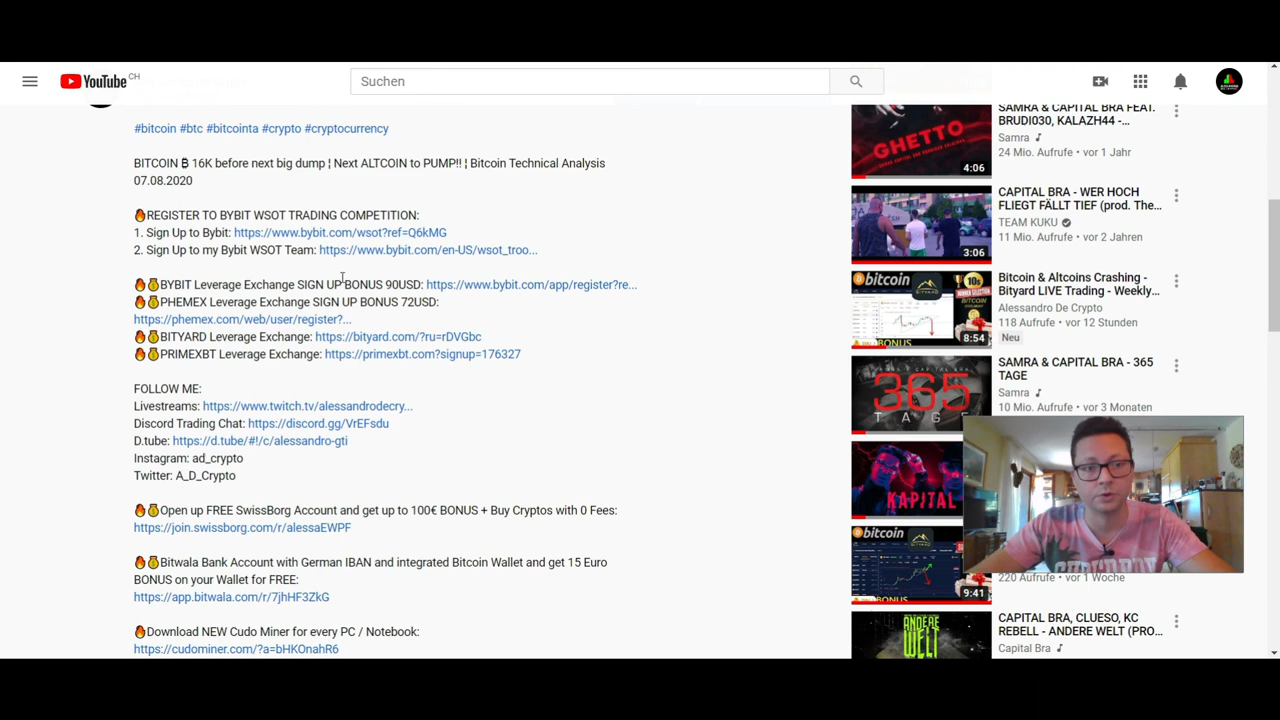 YouTube CH
Suchen
#bitcoin #btc #bitcointa #crypto #cryptocurrency
BITCOIN ₿ 16K before next big dump ¦ Next ALTCOIN to PUMP!! ¦ Bitcoin Technical Analysis
07.08.2020
🔥REGISTER TO BYBIT WSOT TRADING COMPETITION:
1. Sign Up to Bybit: https://www.bybit.com/wsot?ref=Q6kMG
2. Sign Up to my Bybit WSOT Team: https://www.bybit.com/en-US/wsot_troo...
🔥💰BYBIT Leverage Exchange SIGN UP BONUS 90USD: https://www.bybit.com/app/register?re...
🔥💰PHEMEX Leverage Exchange SIGN UP BONUS 72USD:
https://phemex.com/web/user/register?...
🔥💰BITYARD Leverage Exchange: https://bityard.com/?ru=rDVGbc
🔥💰PRIMEXBT Leverage Exchange: https://primexbt.com?signup=176327
FOLLOW ME:
Livestreams: https://www.twitch.tv/alessandrodecry...
Discord Trading Chat: https://discord.gg/VrEFsdu
D.tube: https://d.tube/#!/c/alessandro-gti
Instagram: ad_crypto
Twitter: A_D_Crypto
🔥💰Open up FREE SwissBorg Account and get up to 100€ BONUS + Buy Cryptos with 0 Fees:
https://join.swissborg.com/r/alessaEWPF
🔥💰Bitwala Bank Account with German IBAN and integrated Bitcoin Wallet and get 15 Euro
BONUS on your Wallet for FREE:
https://app.bitwala.com/r/7jhHF3ZkG
🔥Download NEW Cudo Miner for every PC / Notebook:
https://cudominer.com/?a=bHKOnahR6
GHETTO
4:06
SAMRA & CAPITAL BRA FEAT.
BRUDI030, KALAZH44 -...
Samra
24 Mio. Aufrufe • vor 1 Jahr
3:06
CAPITAL BRA - WER HOCH
FLIEGT FÄLLT TIEF (prod. The...
TEAM KUKU
11 Mio. Aufrufe • vor 2 Jahren
bitcoin
BONUS
8:54
Bitcoin & Altcoins Crashing -
Bityard LIVE Trading - Weekly...
Alessandro De Crypto
118 Aufrufe • vor 12 Stunden
Neu
365
TAGE
SAMRA & CAPITAL BRA - 365
TAGE
Samra
10 Mio. Aufrufe • vor 3 Monaten
KAPITAL
bitcoin
BONUS
9:41
220 Aufrufe • vor 1 Woche
ANDERE
WELT
CAPITAL BRA, CLUESO, KC
REBELL - ANDERE WELT (PRO...
Capital Bra